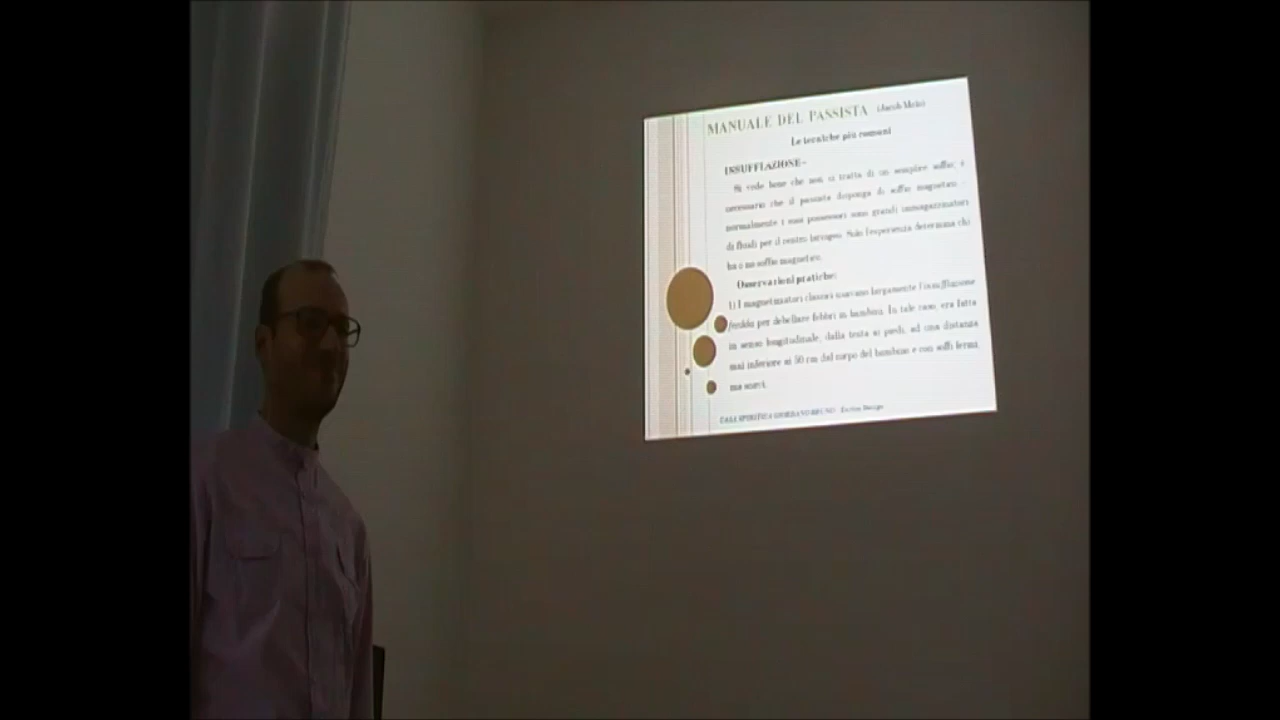 MANUALE DEL PASSISTA (Jacob Melo)
Le tecniche più comuni
INSUFFLAZIONE-
Si vede bene che non si tratta di un semplice soffio; è
necessario che il passista disponga di soffio magnetico -
normalmente i suoi possessori sono grandi immagazzinatori
di fluidi per il centro laringeo. Solo l'esperienza determina chi
ha o no soffio magnetico.
Osservazioni pratiche:
1) I magnetizzatori classici usavano largamente l'insufflazione
fredda per debellare febbri in bambini. In tale caso, era fatta
in senso longitudinale, dalla testa ai piedi, ad una distanza
mai inferiore ai 50 cm dal corpo del bambino e con soffi fermi,
ma soavi.
CASA SPIRITICA GIORDANO BRUNO